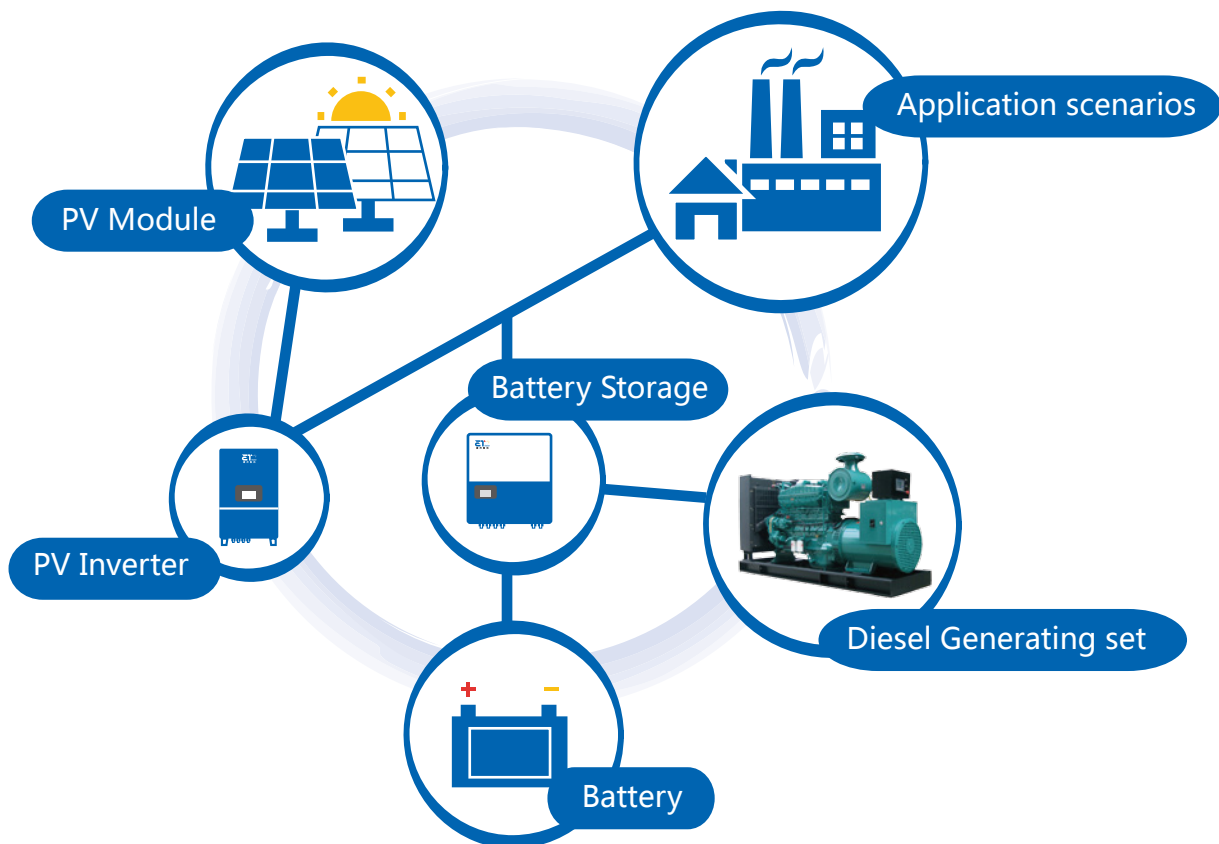 Application scenarios
PV Module
Battery Storage
PV Inverter
Diesel Generating set
Battery